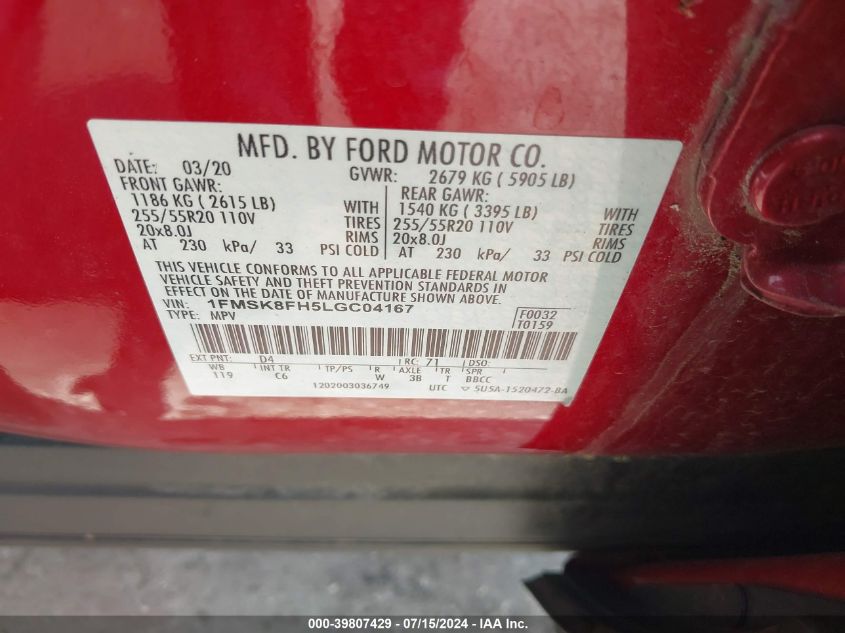 MFD. BY FORD MOTOR CO.
DATE: 03/20 GVWR: 2679 KG ( 5905 LB)
FRONT GAWR: REAR GAWR:
1186 KG ( 2615 LB) WITH 1540 KG ( 3395 LB) WITH
255/55R20 110V TIRES 255/55R20 110V TIRES
20x8.0J RIMS 20x8.0J RIMS
AT 230 kPa/ 33 PSI COLD AT 230 kPa/ 33 PSI COLD
THIS VEHICLE CONFORMS TO ALL APPLICABLE FEDERAL MOTOR
VEHICLE SAFETY AND THEFT PREVENTION STANDARDS IN
EFFECT ON THE DATE OF MANUFACTURE SHOWN ABOVE.
VIN: 1FMSK8FH5LGC04167 F0032
TYPE: MPV T0159
EXT PNT: D4 RC: 71 DSO:
WB INT TR TP/PS R AXLE TR SPR
119 C6 W 3B T BBCC
1202003036749 UTC 5U5A-1520472-BA
000-39807429 - 07/15/2024 - WWW.IAAI.COM